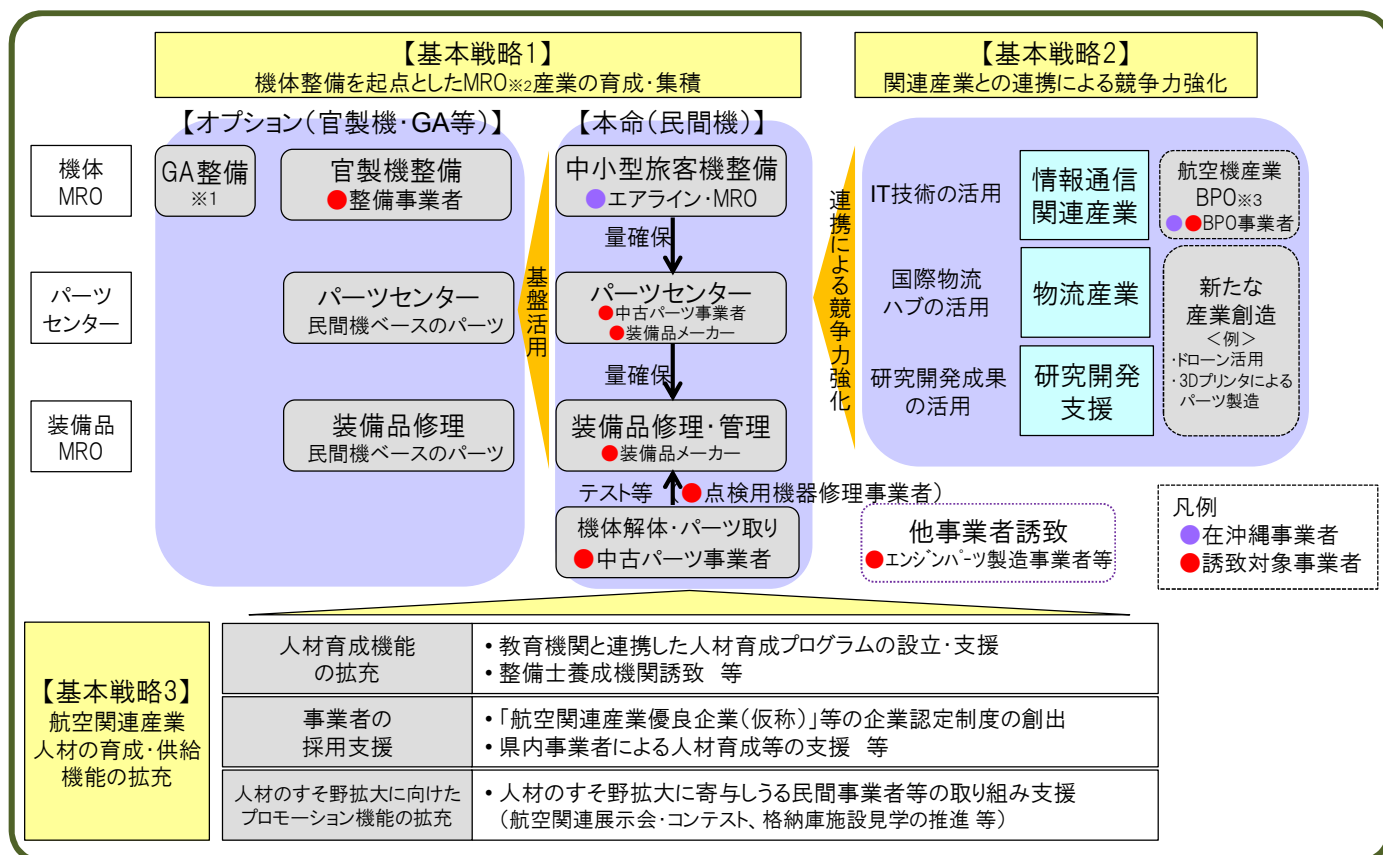 【基本戦略1】
機体整備を起点としたMRO※2産業の育成・集積
【基本戦略2】
関連産業との連携による競争力強化
【オプション(官製機・GA等)】
【本命(民間機)】
機体
MRO
GA整備
※1
官製機整備
●整備事業者
中小型旅客機整備
●エアライン・MRO
量確保
パーツ
センター
パーツセンター
民間機ベースのパーツ
基盤活用
パーツセンター
●中古パーツ事業者
●装備品メーカー
量確保
装備品
MRO
装備品修理
民間機ベースのパーツ
装備品修理・管理
●装備品メーカー
テスト等 (●点検用機器修理事業者)
機体解体・パーツ取り
●中古パーツ事業者
連携による競争力強化
IT技術の活用
情報通信
関連産業
航空機産業
BPO※3
●●BPO事業者
国際物流
ハブの活用
物流産業
研究開発成果
の活用
研究開発
支援
新たな
産業創造
<例>
・ドローン活用
・3Dプリンタによる
パーツ製造
他事業者誘致
●エンジンパーツ製造事業者等
凡例
●在沖縄事業者
●誘致対象事業者
【基本戦略3】
航空関連産業
人材の育成・供給
機能の拡充
人材育成機能
の拡充
• 教育機関と連携した人材育成プログラムの設立・支援
• 整備士養成機関誘致 等
事業者の
採用支援
• 「航空関連産業優良企業(仮称)」等の企業認定制度の創出
• 県内事業者による人材育成等の支援 等
人材のすそ野拡大に向けた
プロモーション機能の拡充
• 人材のすそ野拡大に寄与しうる民間事業者等の取り組み支援
(航空関連展示会・コンテスト、格納庫施設見学の推進 等)